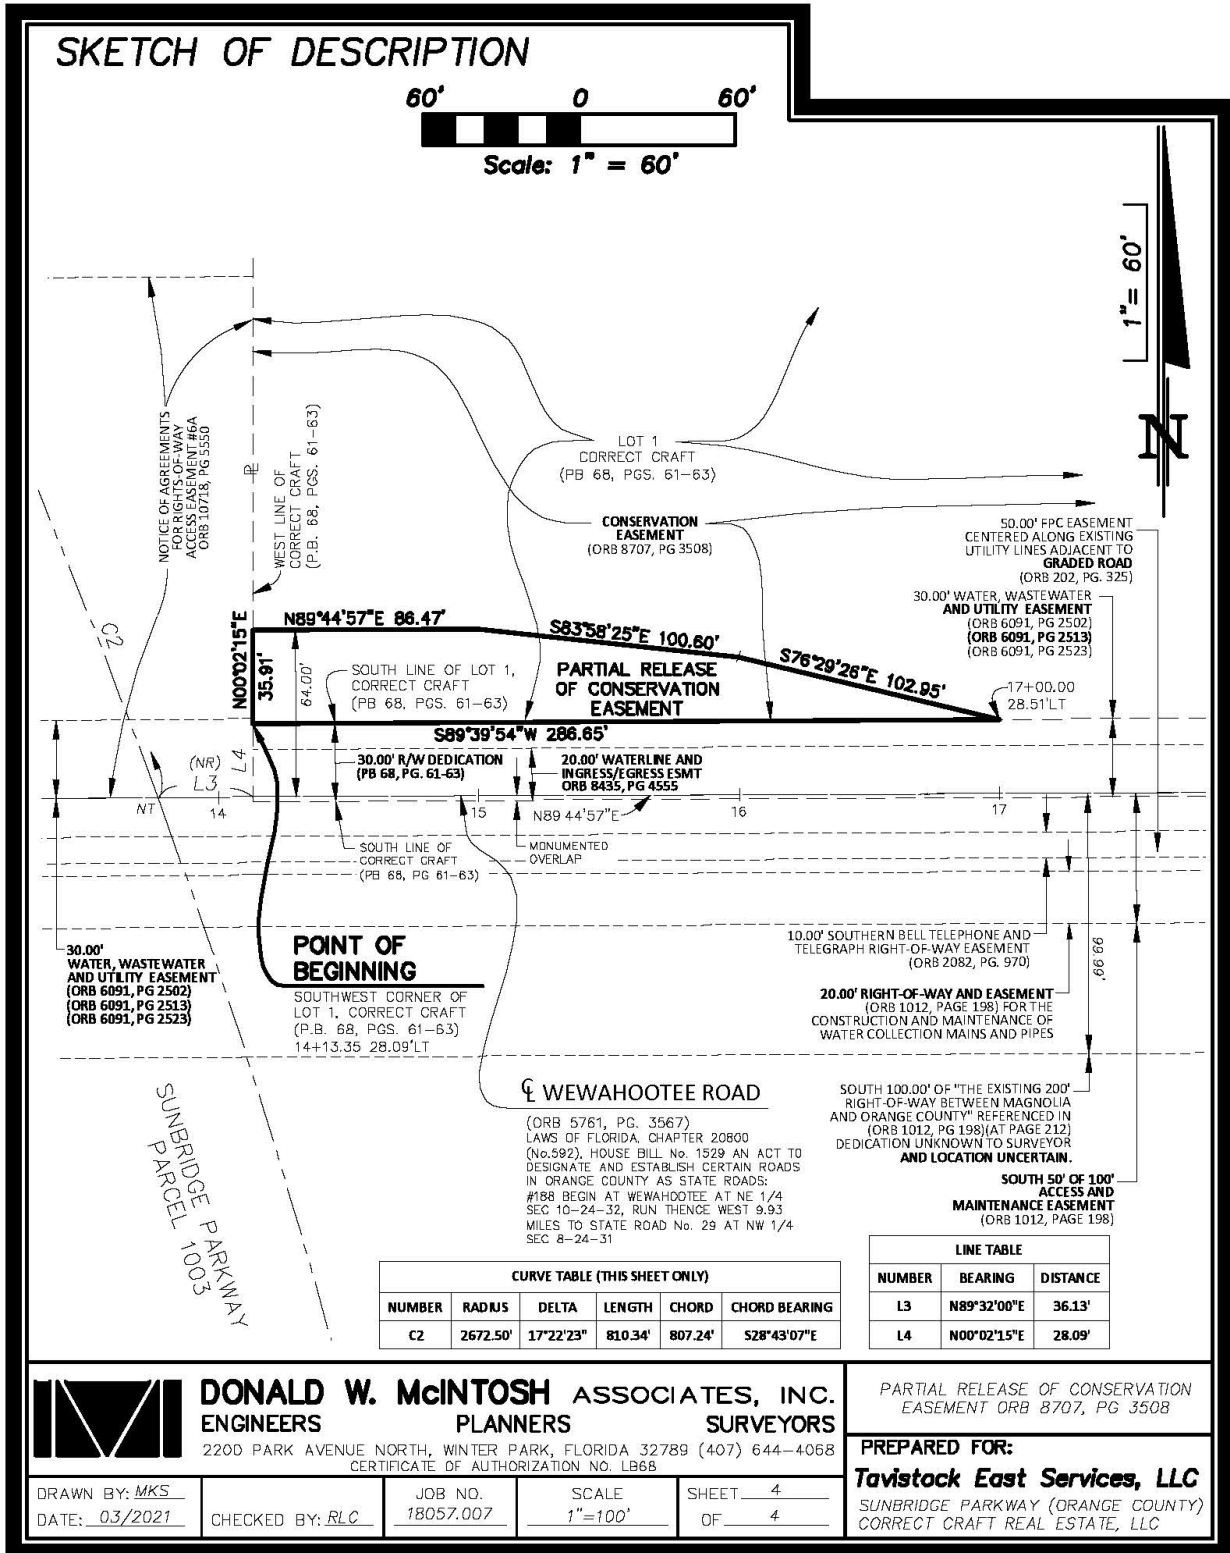 SKETCH OF DESCRIPTION
60' 0 60'
Scale: 1" = 60'
1"= 60'
N
NOTICE OF AGREEMENTS
FOR RIGHTS-OF-WAY
ACCESS EASEMENT #6A
ORB 10718, PG 5550
WEST LINE OF
CORRECT CRAFT
(P.B. 68, PGS. 61-63)
LOT 1
CORRECT CRAFT
(PB 68, PGS. 61-63)
CONSERVATION
EASEMENT
(ORB 8707, PG 3508)
50.00' FPC EASEMENT
CENTERED ALONG EXISTING
UTILITY LINES ADJACENT TO
GRADED ROAD
(ORB 202, PG. 325)
30.00' WATER, WASTEWATER
AND UTILITY EASEMENT
(ORB 6091, PG 2502)
(ORB 6091, PG 2513)
(ORB 6091, PG 2523)
C2
N00°02'15"E
35.91'
N89°44'57"E 86.47'
S83°58'25"E 100.60'
S76°29'26"E 102.95'
64.00'
SOUTH LINE OF LOT 1,
CORRECT CRAFT
(PB 68, PGS. 61-63)
PARTIAL RELEASE
OF CONSERVATION
EASEMENT
17+00.00
28.51'LT
S89°39'54"W 286.65'
30.00' R/W DEDICATION
(PB 68, PG. 61-63)
20.00' WATERLINE AND
INGRESS/EGRESS ESMT
ORB 8435, PG 4555
(NR)
L3
L4
NT 14 15 N89 44'57"E 16 17
SOUTH LINE OF
CORRECT CRAFT
(PB 68, PG 61-63)
MONUMENTED
OVERLAP
30.00'
WATER, WASTEWATER
AND UTILITY EASEMENT
(ORB 6091, PG 2502)
(ORB 6091, PG 2513)
(ORB 6091, PG 2523)
POINT OF
BEGINNING
SOUTHWEST CORNER OF
LOT 1, CORRECT CRAFT
(P.B. 68, PGS. 61-63)
14+13.35 28.09'LT
10.00' SOUTHERN BELL TELEPHONE AND
TELEGRAPH RIGHT-OF-WAY EASEMENT
(ORB 2082, PG. 970)
99.99'
20.00' RIGHT-OF-WAY AND EASEMENT
(ORB 1012, PAGE 198) FOR THE
CONSTRUCTION AND MAINTENANCE OF
WATER COLLECTION MAINS AND PIPES
SUNBRIDGE PARKWAY
PARCEL 1003
℄ WEWAHOOTEE ROAD
(ORB 5761, PG. 3567)
LAWS OF FLORIDA, CHAPTER 20800
(No.592), HOUSE BILL No. 1529 AN ACT TO
DESIGNATE AND ESTABLISH CERTAIN ROADS
IN ORANGE COUNTY AS STATE ROADS:
#188 BEGIN AT WEWAHOOTEE AT NE 1/4
SEC 10-24-32, RUN THENCE WEST 9.93
MILES TO STATE ROAD No. 29 AT NW 1/4
SEC 8-24-31
SOUTH 100.00' OF "THE EXISTING 200'
RIGHT-OF-WAY BETWEEN MAGNOLIA
AND ORANGE COUNTY" REFERENCED IN
(ORB 1012, PG 198)(AT PAGE 212)
DEDICATION UNKNOWN TO SURVEYOR
AND LOCATION UNCERTAIN.
SOUTH 50' OF 100'
ACCESS AND
MAINTENANCE EASEMENT
(ORB 1012, PAGE 198)
CURVE TABLE (THIS SHEET ONLY)
NUMBER RADIUS DELTA LENGTH CHORD CHORD BEARING
C2 2672.50' 17°22'23" 810.34' 807.24' S28°43'07"E
LINE TABLE
NUMBER BEARING DISTANCE
L3 N89°32'00"E 36.13'
L4 N00°02'15"E 28.09'
DONALD W. McINTOSH ASSOCIATES, INC.
ENGINEERS PLANNERS SURVEYORS
2200 PARK AVENUE NORTH, WINTER PARK, FLORIDA 32789 (407) 644-4068
CERTIFICATE OF AUTHORIZATION NO. LB68
DRAWN BY: MKS
DATE: 03/2021
CHECKED BY: RLC
JOB NO.
18057.007
SCALE
1"=100'
SHEET 4
OF 4
PARTIAL RELEASE OF CONSERVATION
EASEMENT ORB 8707, PG 3508
PREPARED FOR:
Tavistock East Services, LLC
SUNBRIDGE PARKWAY (ORANGE COUNTY)
CORRECT CRAFT REAL ESTATE, LLC